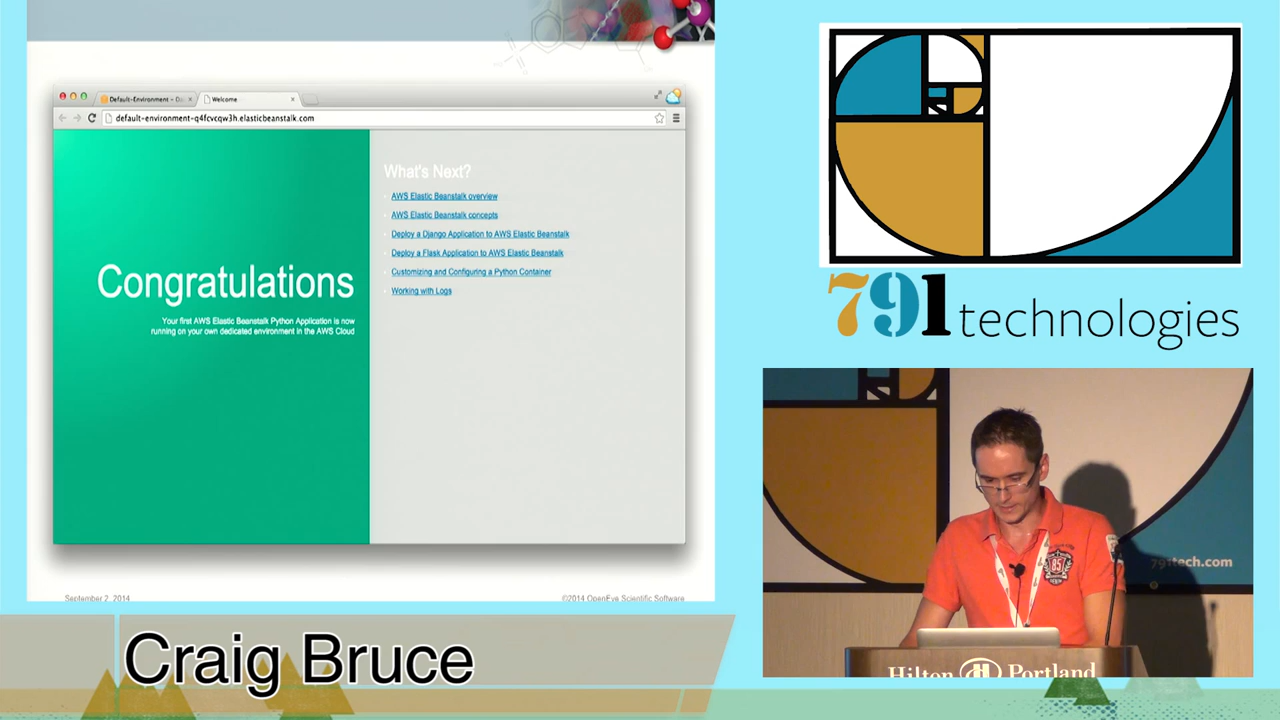 Default-Environment – Da
Welcome
default-environment-q4fcvcqw3h.elasticbeanstalk.com
Congratulations
Your first AWS Elastic Beanstalk Python Application is now
running on your own dedicated environment in the AWS Cloud
What's Next?
AWS Elastic Beanstalk overview
AWS Elastic Beanstalk concepts
Deploy a Django Application to AWS Elastic Beanstalk
Deploy a Flask Application to AWS Elastic Beanstalk
Customizing and Configuring a Python Container
Working with Logs
September 2, 2014
©2014 OpenEye Scientific Software
791 technologies
791tech.com
85
Hilton Portland
Craig Bruce